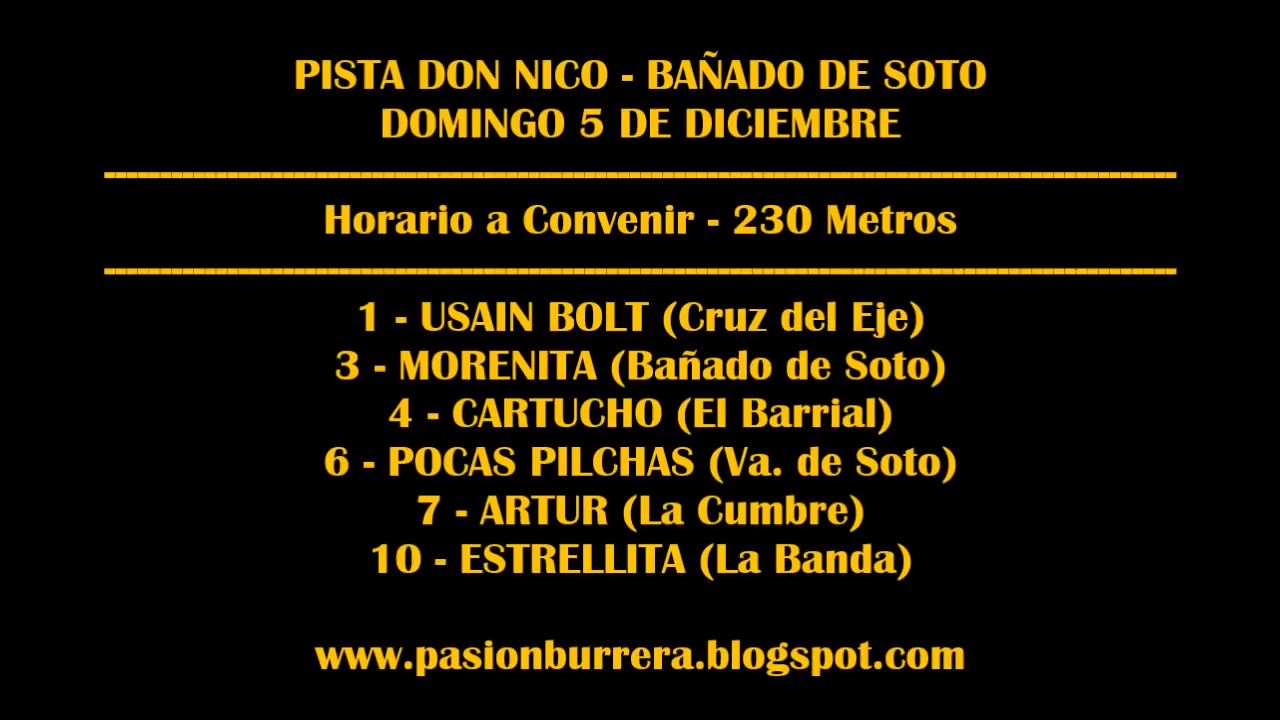 PISTA DON NICO - BAÑADO DE SOTO
DOMINGO 5 DE DICIEMBRE
Horario a Convenir - 230 Metros
1 - USAIN BOLT (Cruz del Eje)
3 - MORENITA (Bañado de Soto)
4 - CARTUCHO (El Barrial)
6 - POCAS PILCHAS (Va. de Soto)
7 - ARTUR (La Cumbre)
10 - ESTRELLITA (La Banda)
www.pasionburrera.blogspot.com